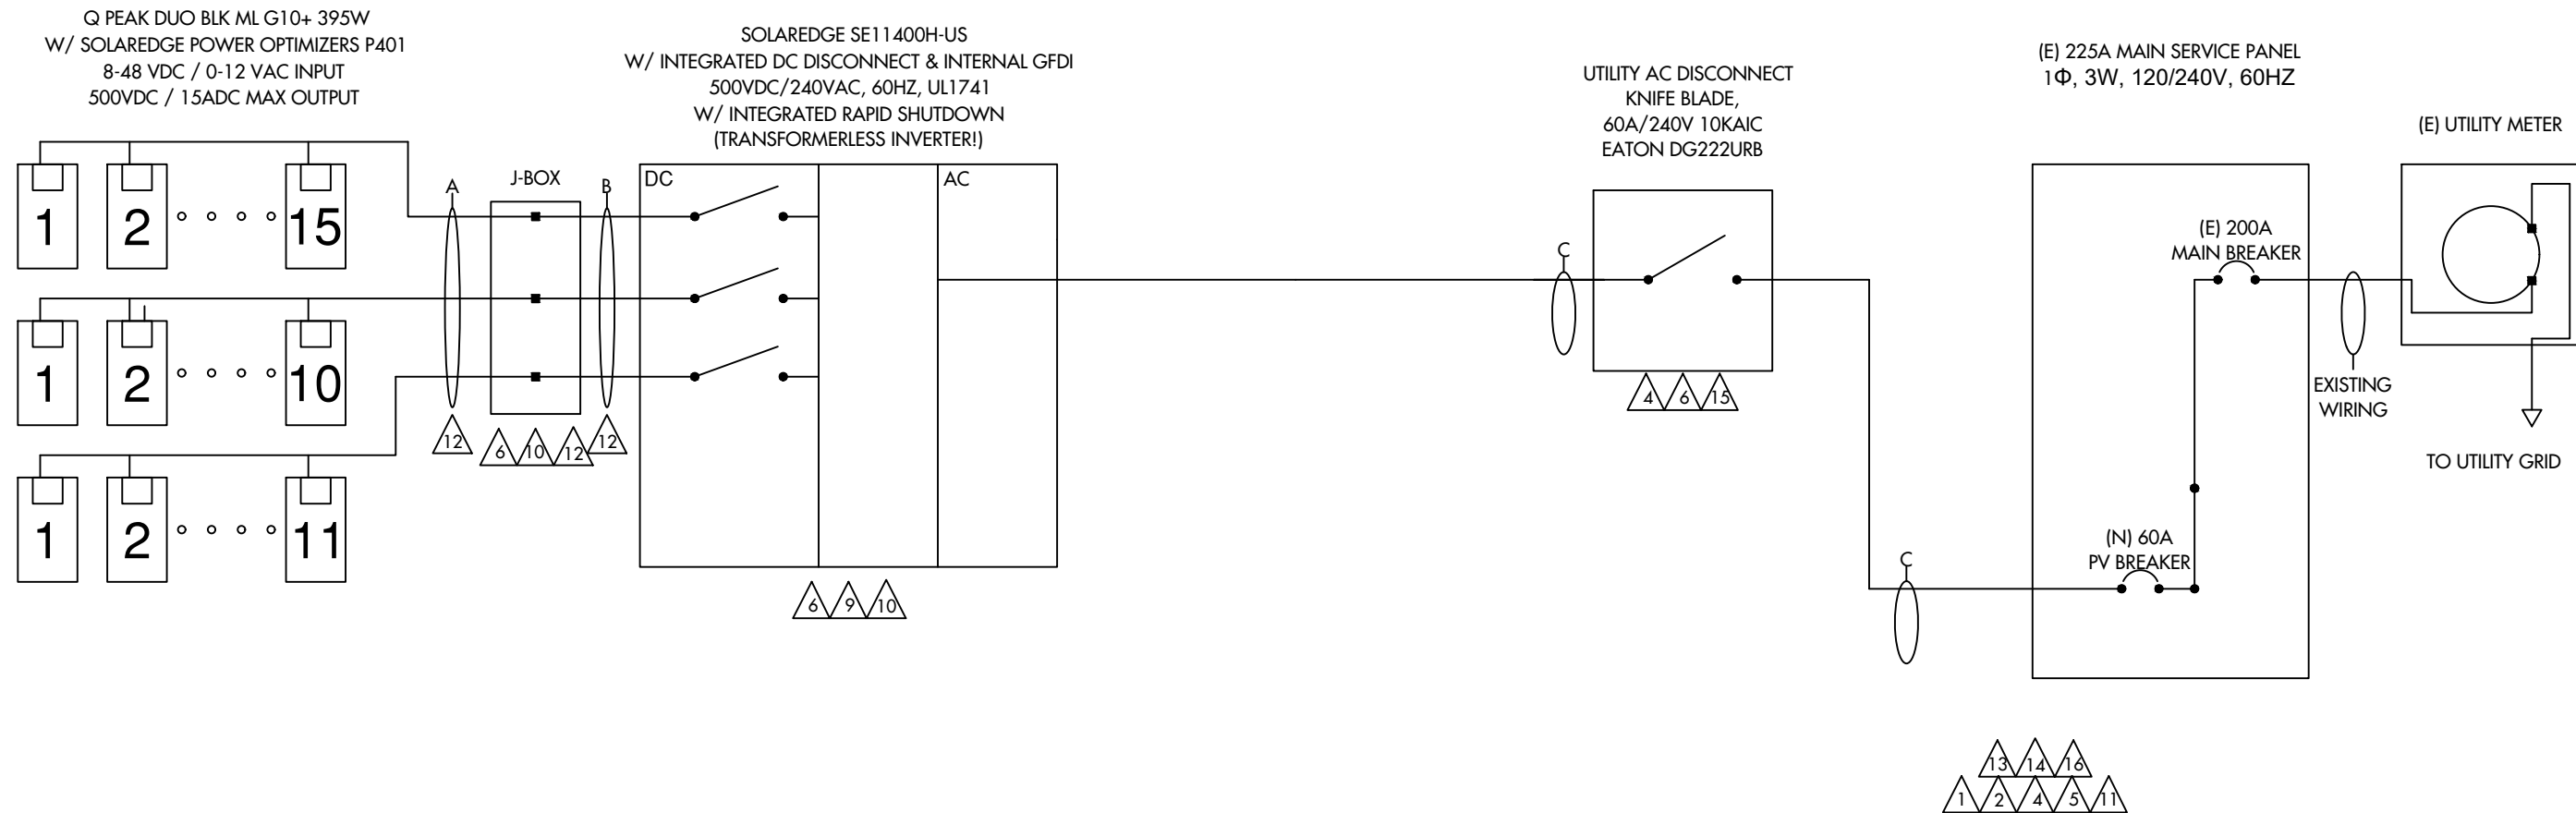 Q PEAK DUO BLK ML G10+ 395W
W/ SOLAREDGE POWER OPTIMIZERS P401
8-48 VDC / 0-12 VAC INPUT
500VDC / 15ADC MAX OUTPUT
1 2 15
1 2 10
1 2 11
A
12
J-BOX
6 10 12
B
12
SOLAREDGE SE11400H-US
W/ INTEGRATED DC DISCONNECT & INTERNAL GFDI
500VDC/240VAC, 60HZ, UL1741
W/ INTEGRATED RAPID SHUTDOWN
(TRANSFORMERLESS INVERTER!)
DC
AC
6 9 10
UTILITY AC DISCONNECT
KNIFE BLADE,
60A/240V 10KAIC
EATON DG222URB
C
4 6 15
C
(E) 225A MAIN SERVICE PANEL
1Φ, 3W, 120/240V, 60HZ
(E) 200A
MAIN BREAKER
(N) 60A
PV BREAKER
13 14 16
1 2 4 5 11
EXISTING
WIRING
(E) UTILITY METER
TO UTILITY GRID